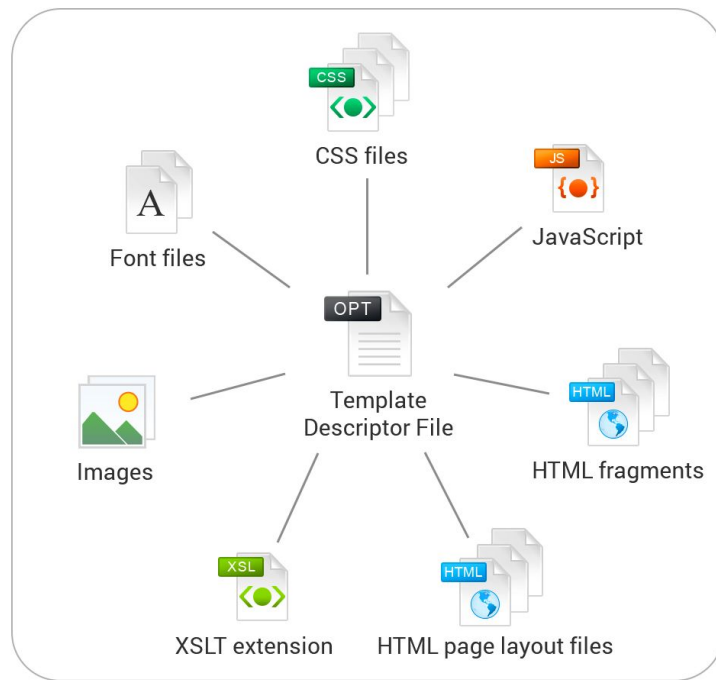 CSS
CSS files
JS
JavaScript
A
Font files
OPT
Template
Descriptor File
HTML
HTML fragments
Images
XSL
XSLT extension
HTML
HTML page layout files